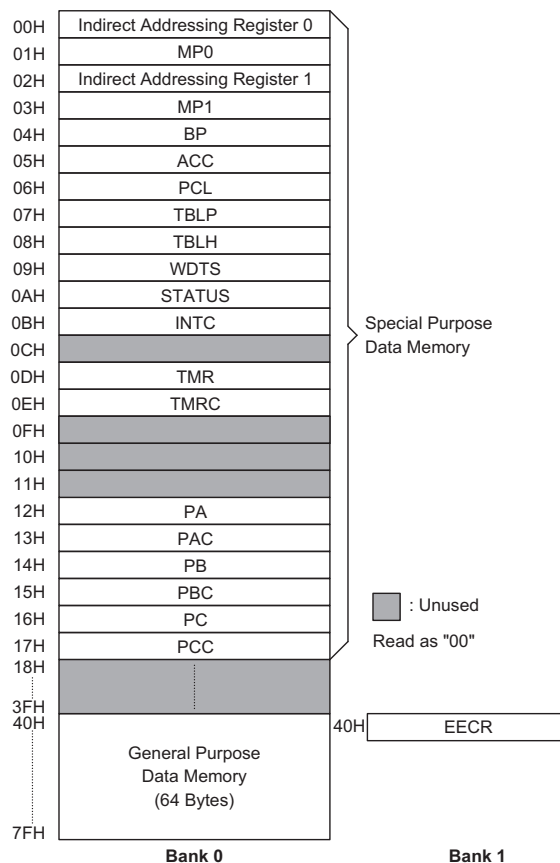 00H Indirect Addressing Register 0
01H MP0
02H Indirect Addressing Register 1
03H MP1
04H BP
05H ACC
06H PCL
07H TBLP
08H TBLH
09H WDTS
0AH STATUS
0BH INTC
Special Purpose
Data Memory
0CH
0DH TMR
0EH TMRC
0FH
10H
11H
12H PA
13H PAC
14H PB
15H PBC
16H PC
17H PCC
: Unused
Read as "00"
18H
3FH
40H
General Purpose
Data Memory
(64 Bytes)
7FH
40H EECR
Bank 0
Bank 1